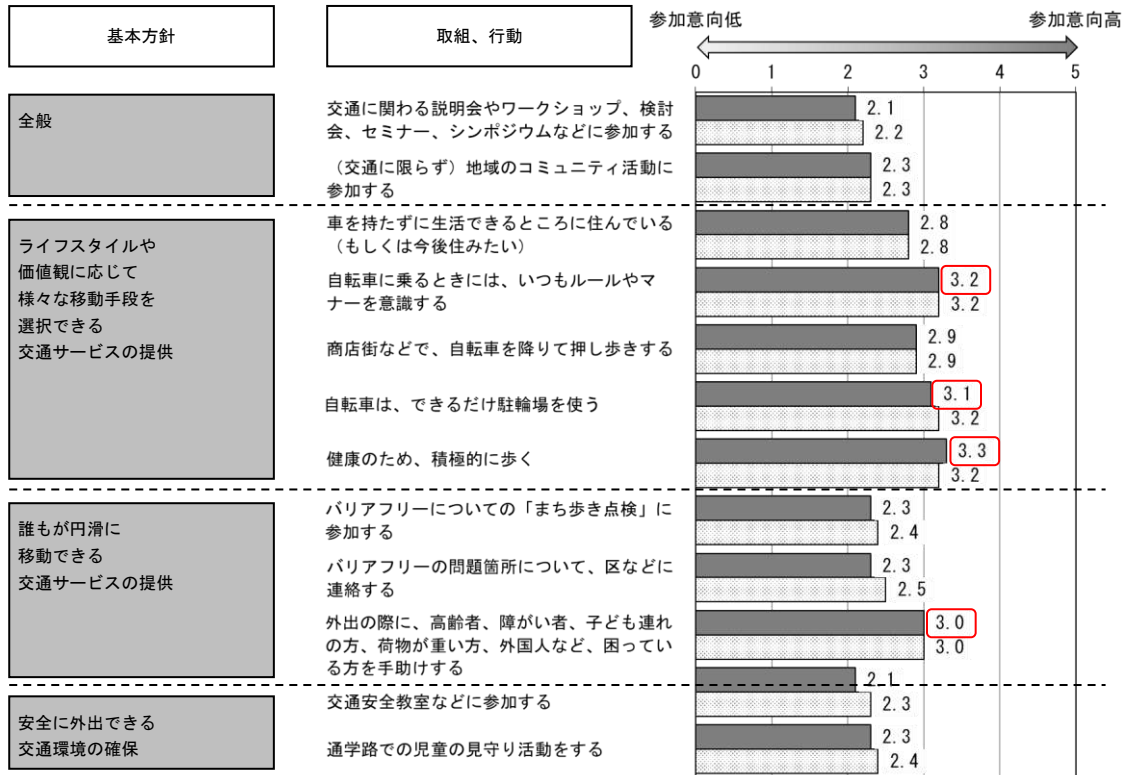 基本方針
取組、行動
参加意向低
参加意向高
0 1 2 3 4 5
全般
交通に関わる説明会やワークショップ、検討
会、セミナー、シンポジウムなどに参加する
2.1
2.2
（交通に限らず）地域のコミュニティ活動に
参加する
2.3
2.3
ライフスタイルや
価値観に応じて
様々な移動手段を
選択できる
交通サービスの提供
車を持たずに生活できるところに住んでいる
（もしくは今後住みたい）
2.8
2.8
自転車に乗るときには、いつもルールやマ
ナーを意識する
3.2
3.2
商店街などで、自転車を降りて押し歩きする
2.9
2.9
自転車は、できるだけ駐輪場を使う
3.1
3.2
健康のため、積極的に歩く
3.3
3.2
誰もが円滑に
移動できる
交通サービスの提供
バリアフリーについての「まち歩き点検」に
参加する
2.3
2.4
バリアフリーの問題箇所について、区などに
連絡する
2.3
2.5
外出の際に、高齢者、障がい者、子ども連れ
の方、荷物が重い方、外国人など、困ってい
る方を手助けする
3.0
3.0
安全に外出できる
交通環境の確保
交通安全教室などに参加する
2.1
2.3
通学路での児童の見守り活動をする
2.3
2.4